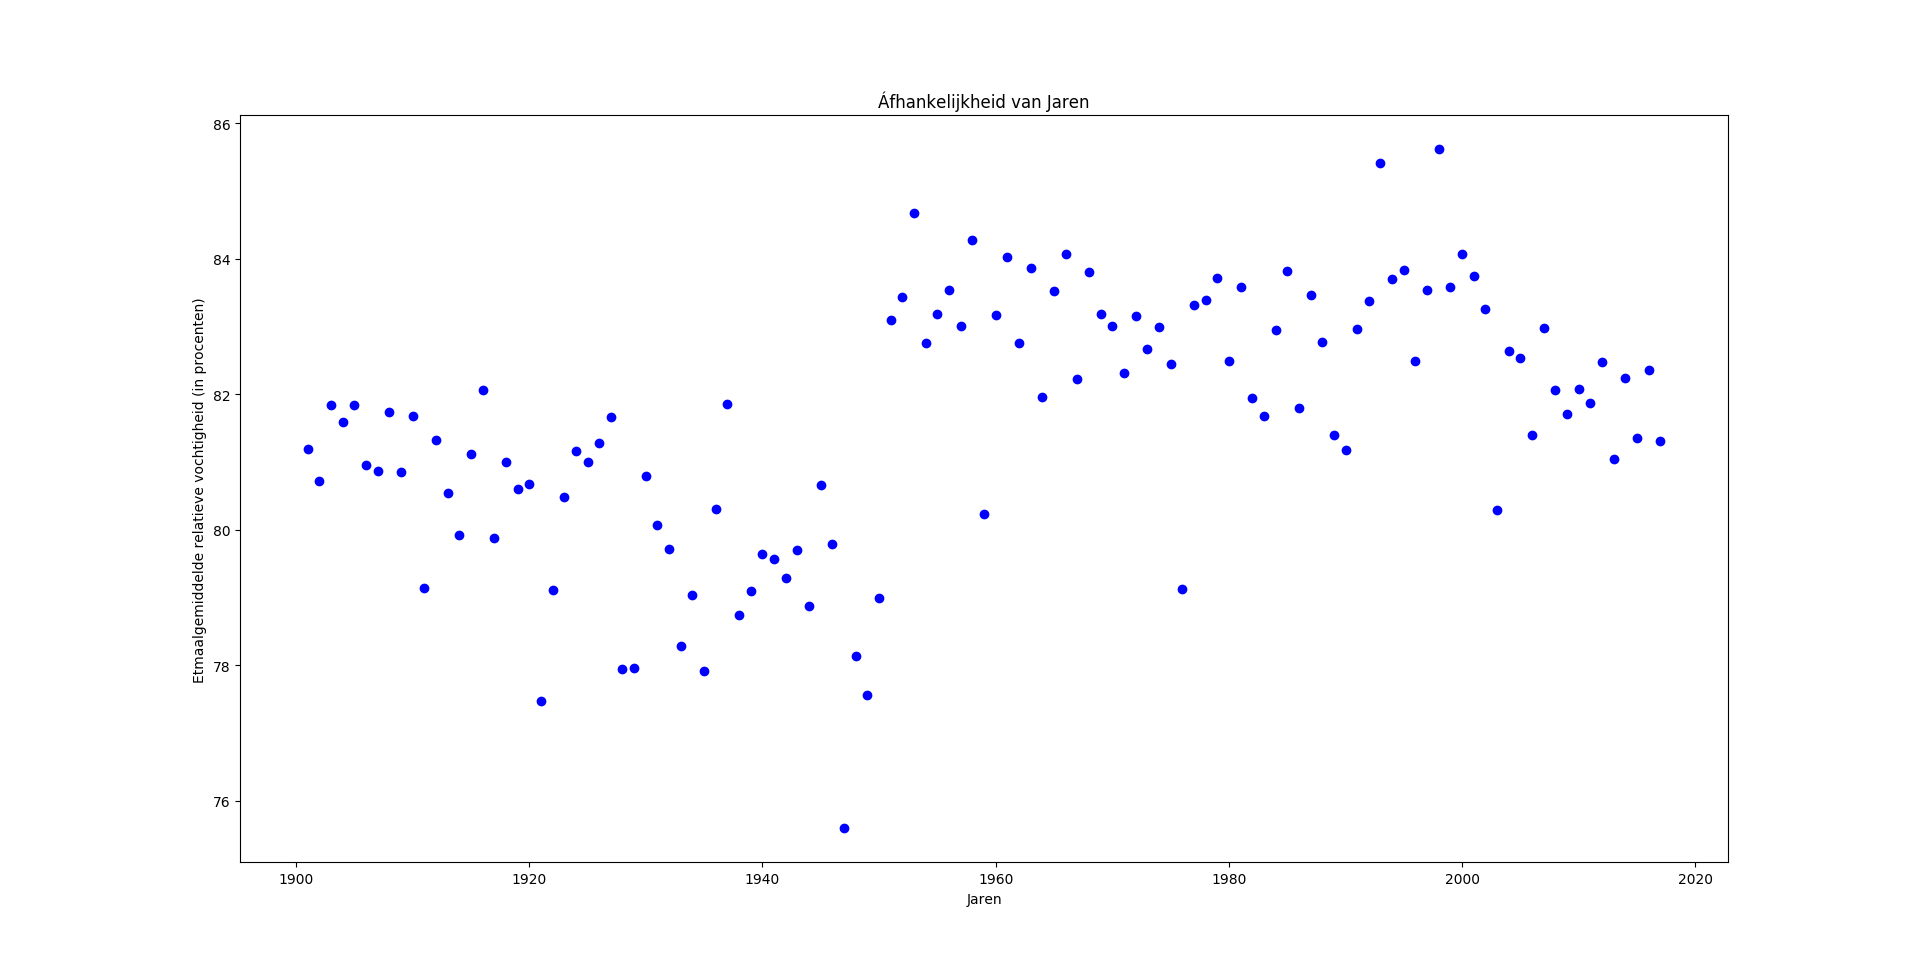 Áfhankelijkheid van Jaren
86
84
82
80
78
76
Etmaalgemiddelde relatieve vochtigheid (in procenten)
1900 1920 1940 1960 1980 2000 2020
Jaren